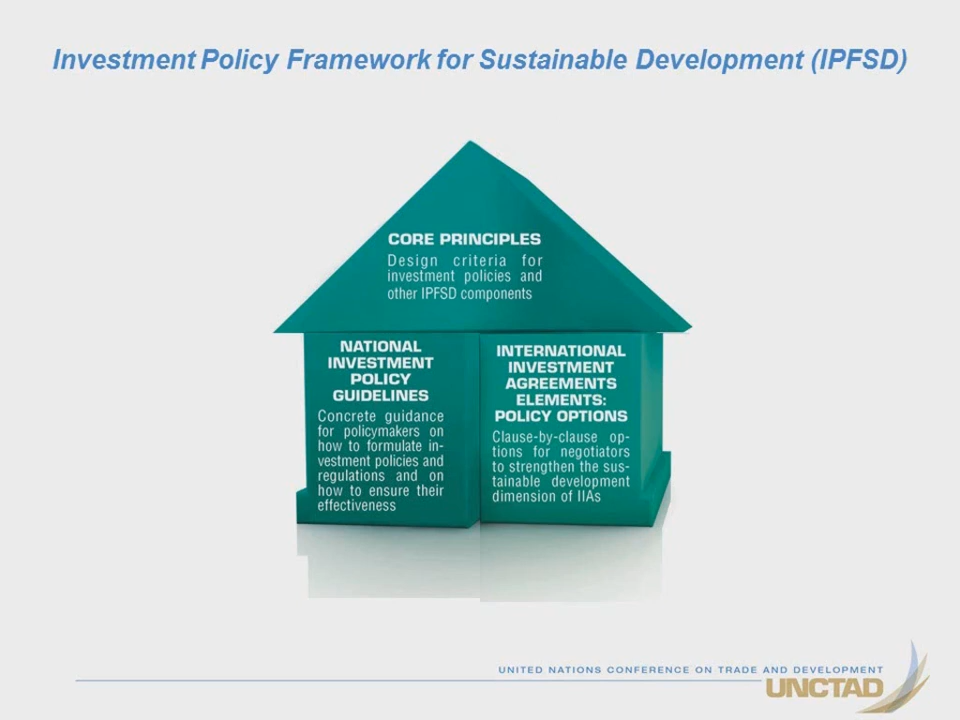 Investment Policy Framework for Sustainable Development (IPFSD)
CORE PRINCIPLES
Design criteria for
investment policies and
other IPFSD components
NATIONAL
INVESTMENT
POLICY
GUIDELINES
Concrete guidance
for policymakers on
how to formulate in-
vestment policies and
regulations and on
how to ensure their
effectiveness
INTERNATIONAL
INVESTMENT
AGREEMENTS
ELEMENTS:
POLICY OPTIONS
Clause-by-clause op-
tions for negotiators
to strengthen the sus-
tainable development
dimension of IIAs
UNITED NATIONS CONFERENCE ON TRADE AND DEVELOPMENT
UNCTAD